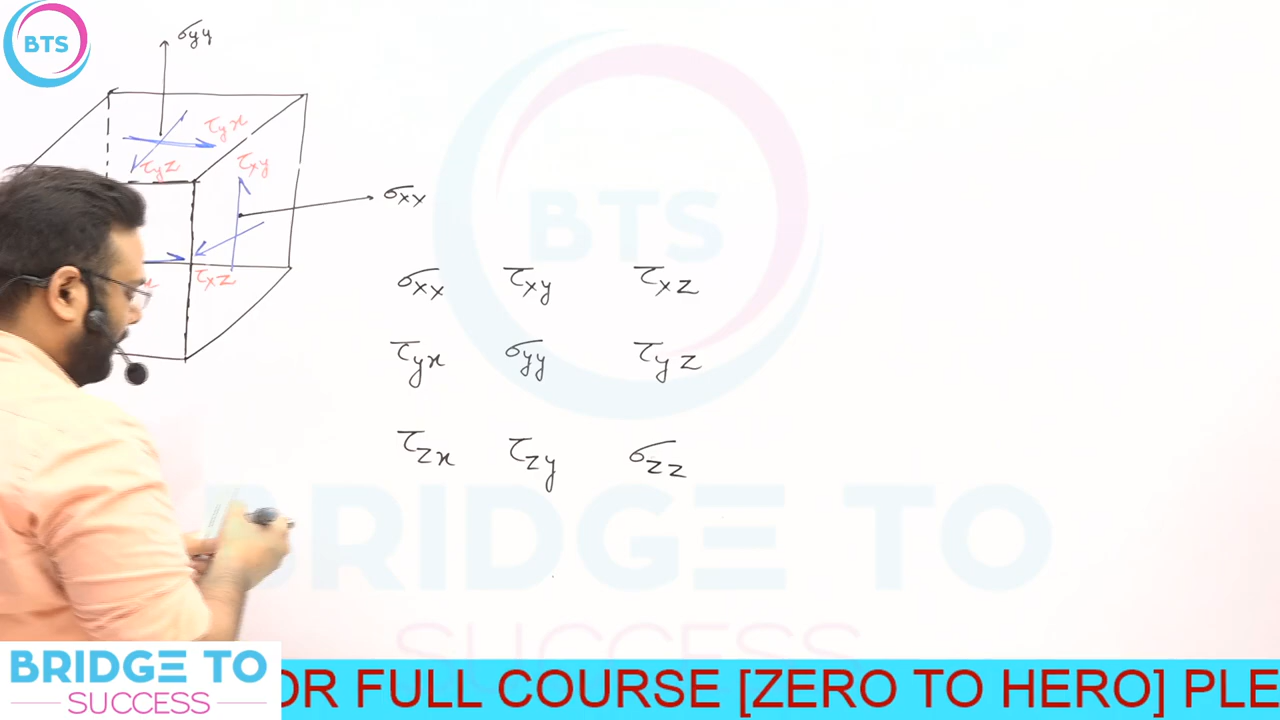 BTS
σyy
τyx
τyz
τxy
σxx
τxz
BTS
σxx τxy τxz
τyx σyy τyz
τzx τzy σzz
BRIDGE TO
SUCCESS
BRIDGE TO
SUCCESS
OR FULL COURSE [ZERO TO HERO] PLE